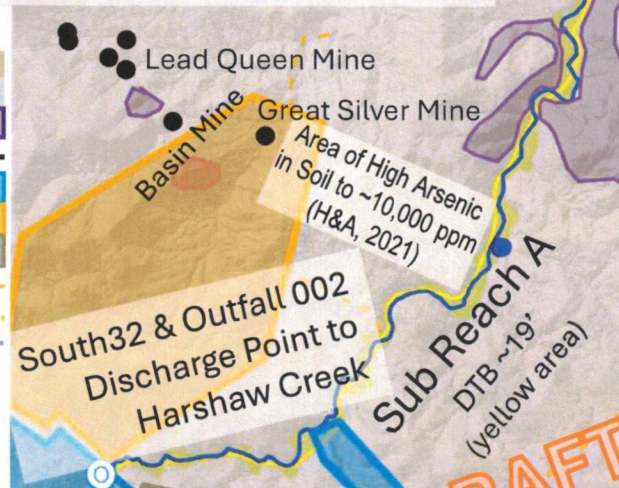 Lead Queen Mine
Basin Mine
Great Silver Mine
Area of High Arsenic
in Soil to ~10,000 ppm
(H&A, 2021)
South32 & Outfall 002
Discharge Point to
Harshaw Creek
Sub Reach A
DTB ~19'
(yellow area)
RAFT
O